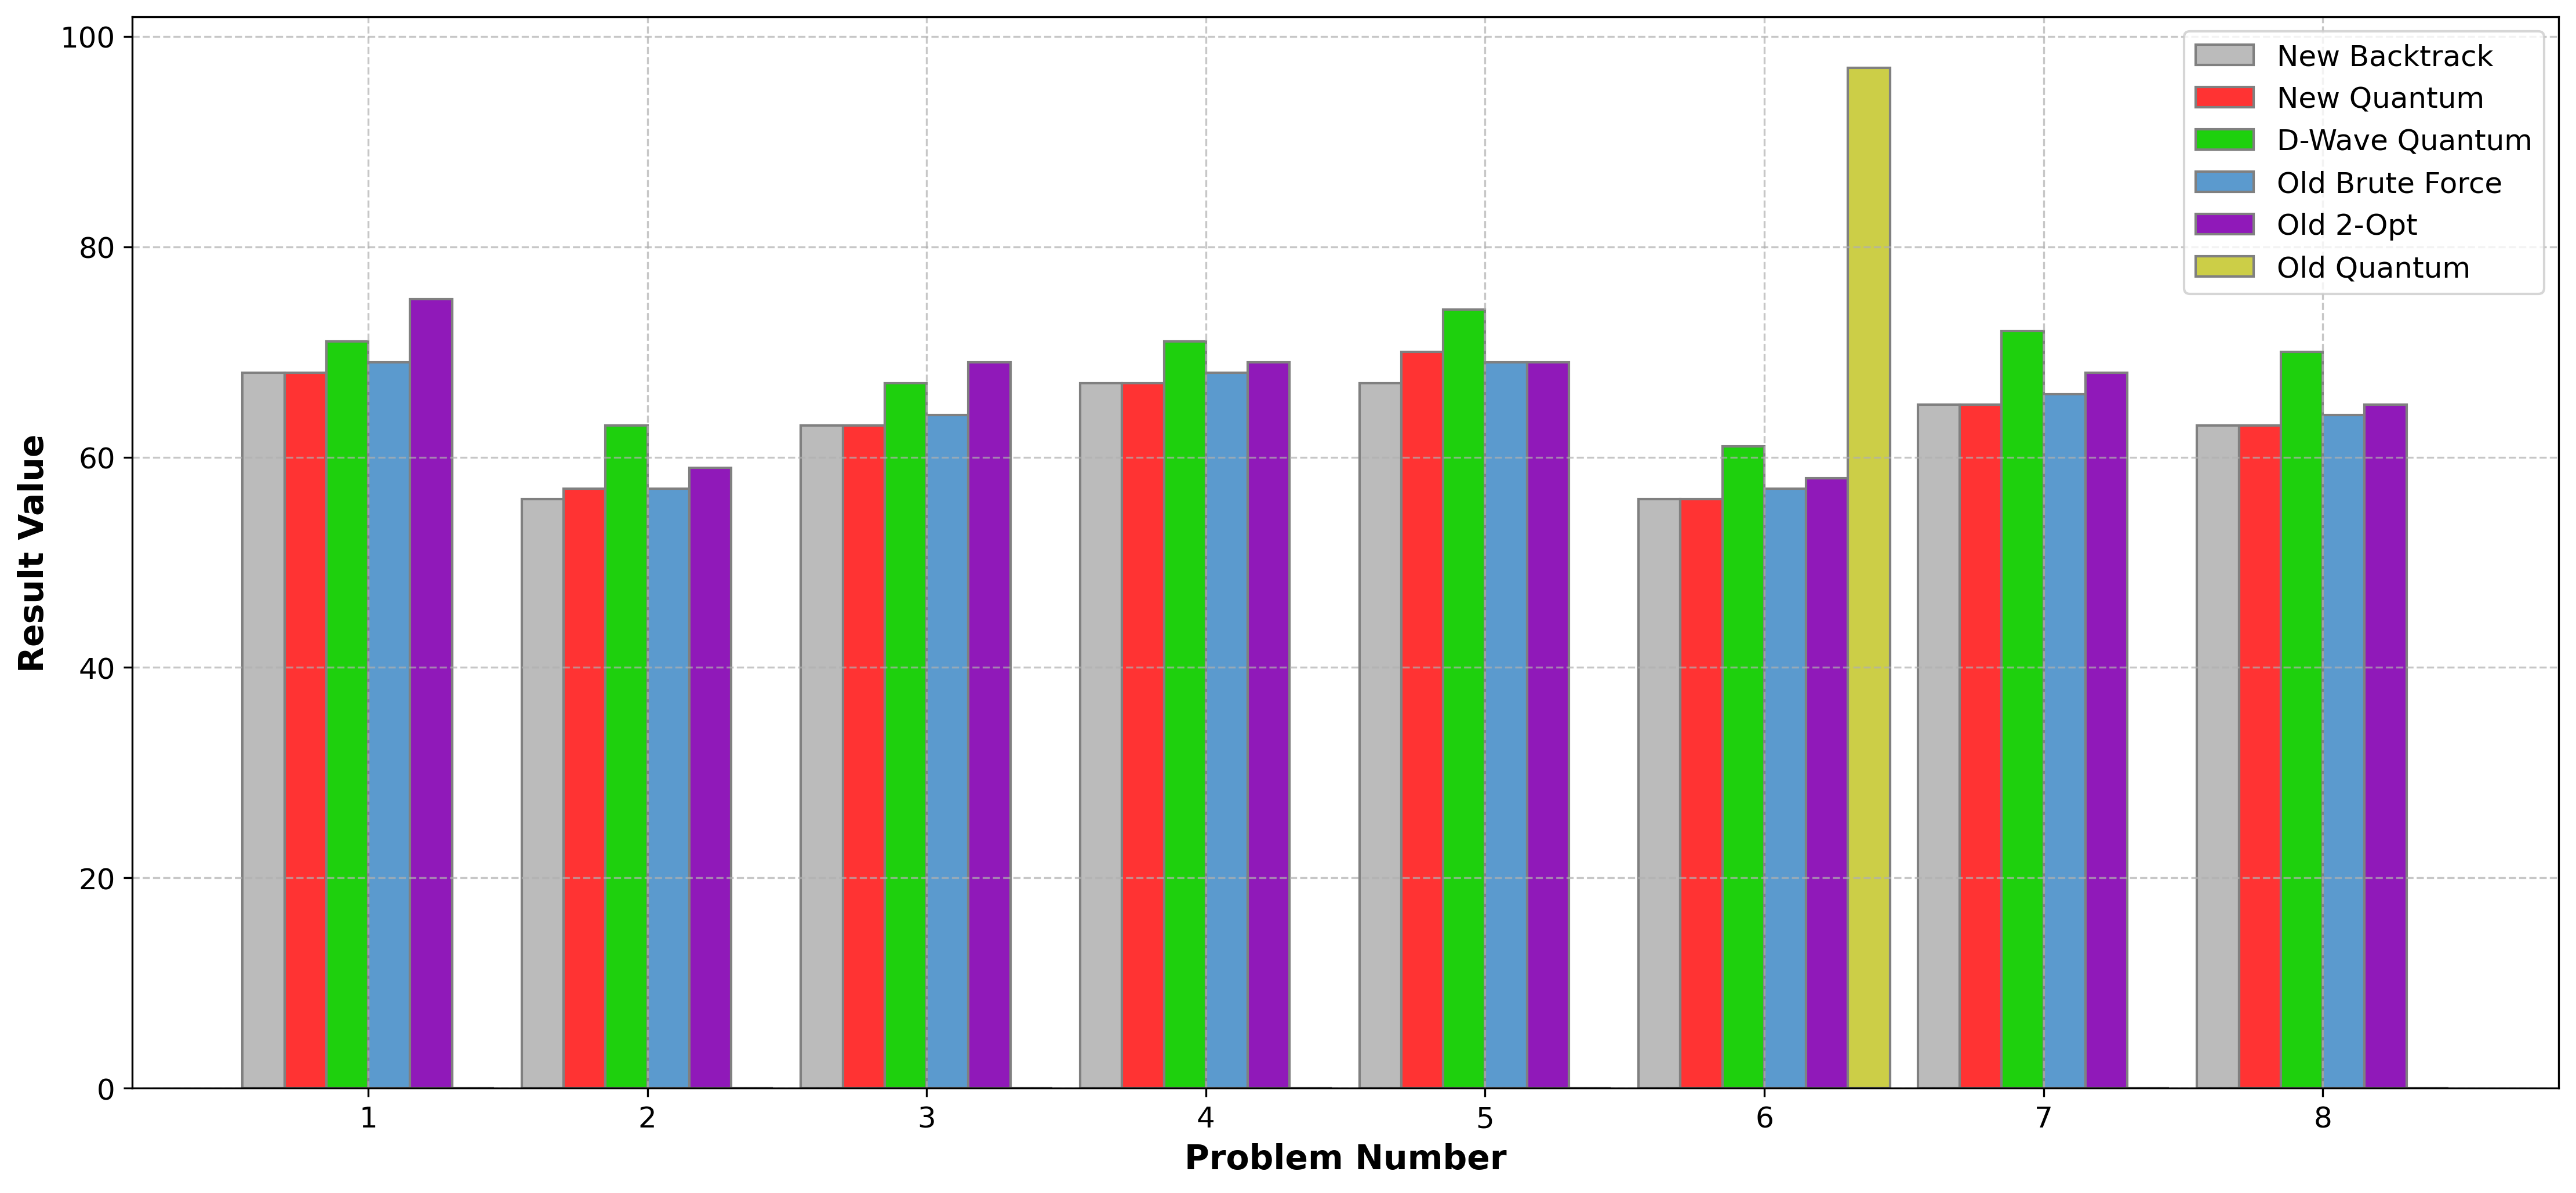 100
80
60
40
20
0
Result Value
New Backtrack
New Quantum
D-Wave Quantum
Old Brute Force
Old 2-Opt
Old Quantum
1 2 3 4 5 6 7 8
Problem Number